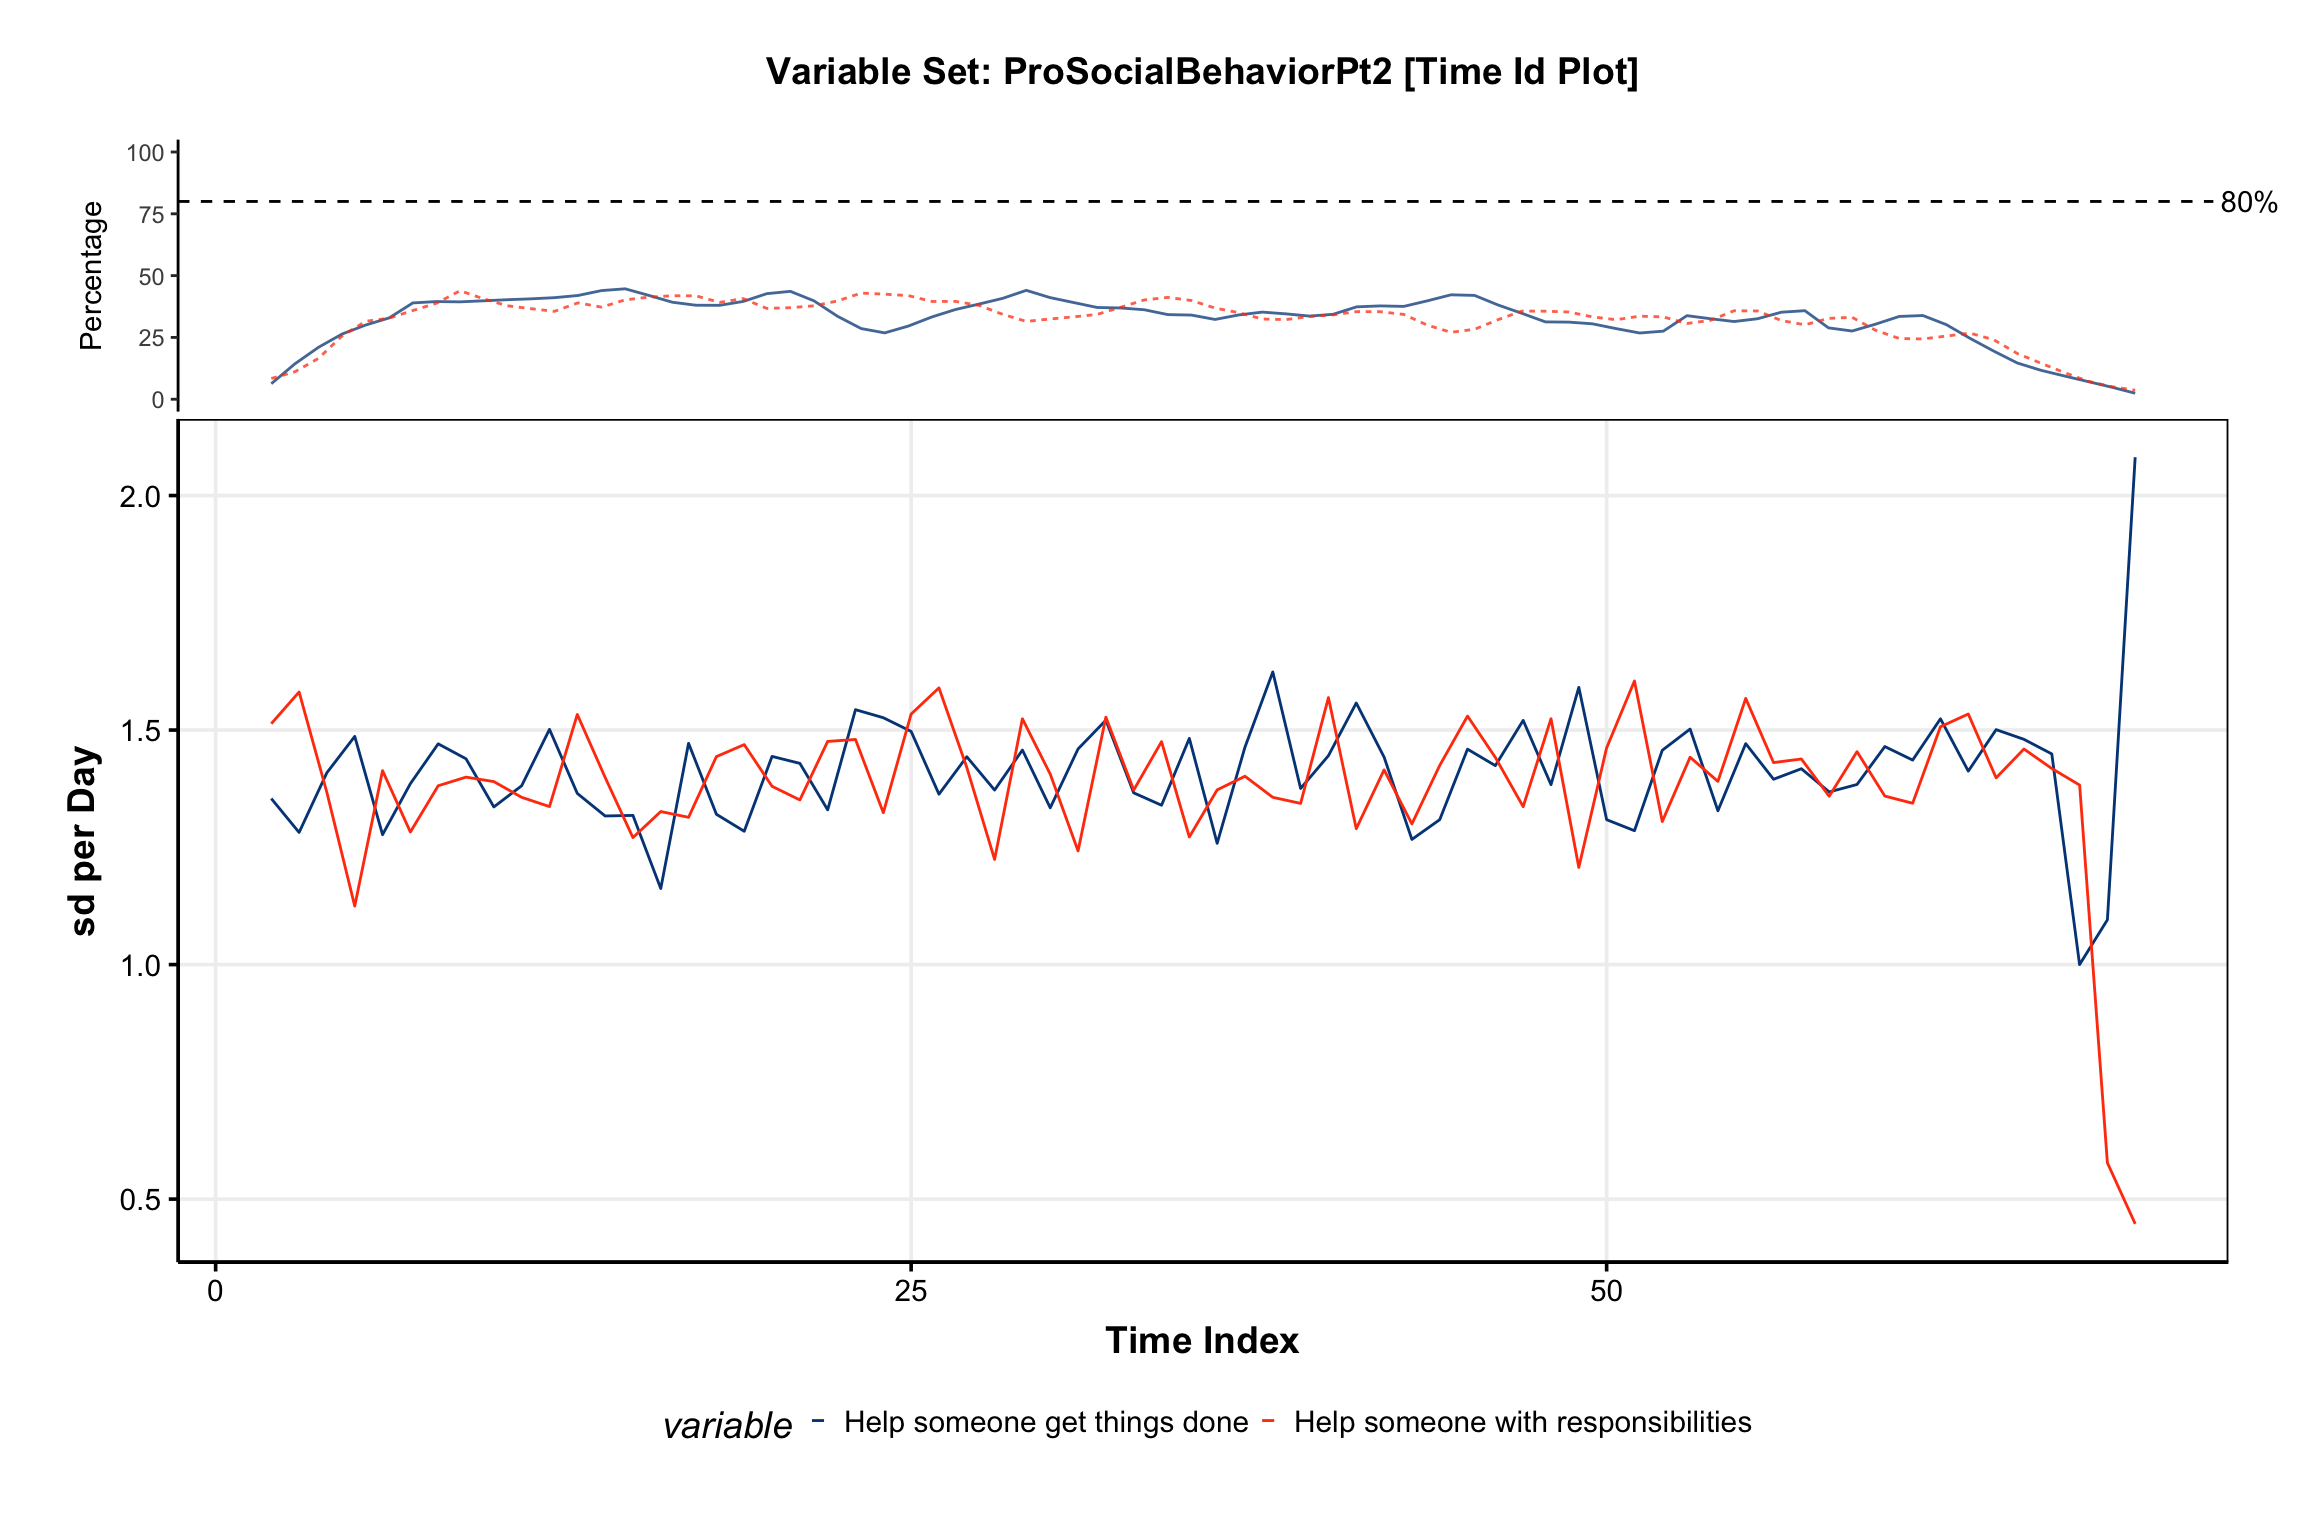 Variable Set: ProSocialBehaviorPt2 [Time Id Plot]
100
75
50
25
0
Percentage
80%
2.0
1.5
1.0
0.5
sd per Day
0 25 50
Time Index
variable Help someone get things done Help someone with responsibilities